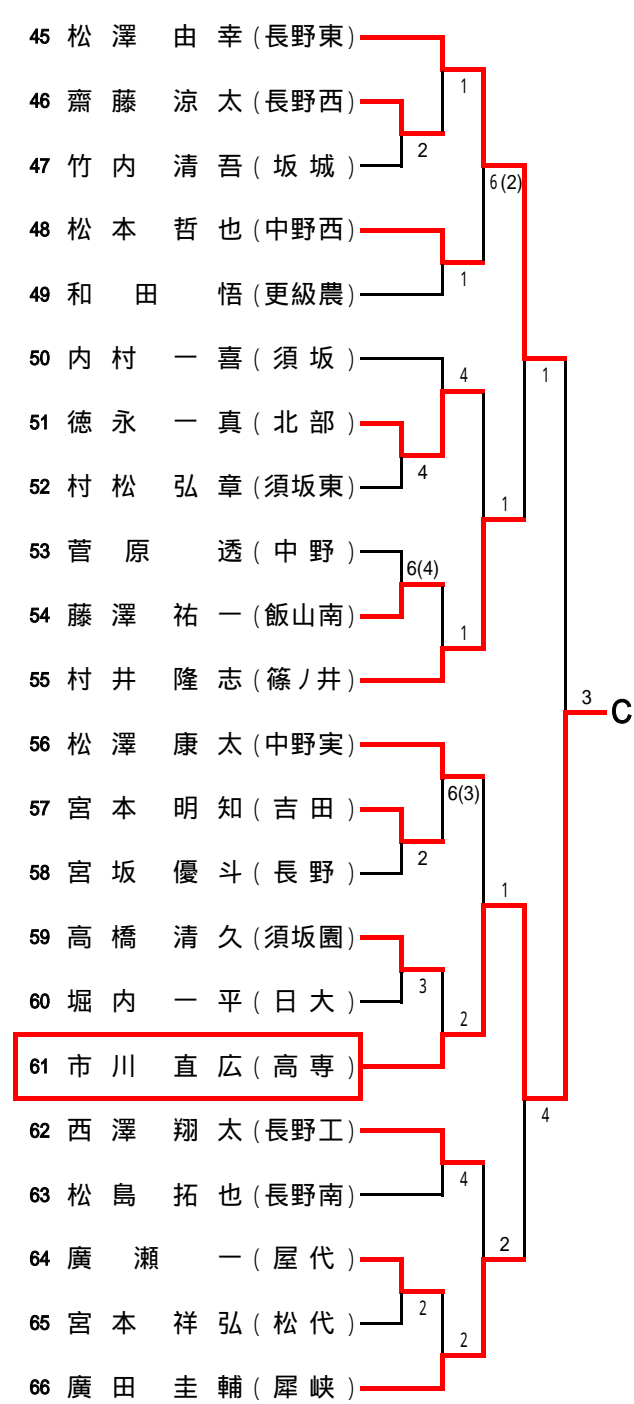 45 松澤 由幸 (長野東)
1
46 齋藤 涼太 (長野西)
2
47 竹内 清吾 (坂城)
6(2)
48 松本 哲也 (中野西)
1
49 和田 悟 (更級農)
50 内村 一喜 (須坂)
4
1
51 徳永 一真 (北部)
4
52 村松 弘章 (須坂東)
1
53 菅原 透 (中野)
6(4)
54 藤澤 祐一 (飯山南)
1
55 村井 隆志 (篠ノ井)
3
C
56 松澤 康太 (中野実)
6(3)
57 宮本 明知 (吉田)
2
58 宮坂 優斗 (長野)
1
59 高橋 清久 (須坂園)
3
60 堀内 一平 (日大)
2
61 市川 直広 (高専)
4
62 西澤 翔太 (長野工)
4
63 松島 拓也 (長野南)
2
64 廣瀬 一 (屋代)
2
65 宮本 祥弘 (松代)
2
66 廣田 圭輔 (犀峡)